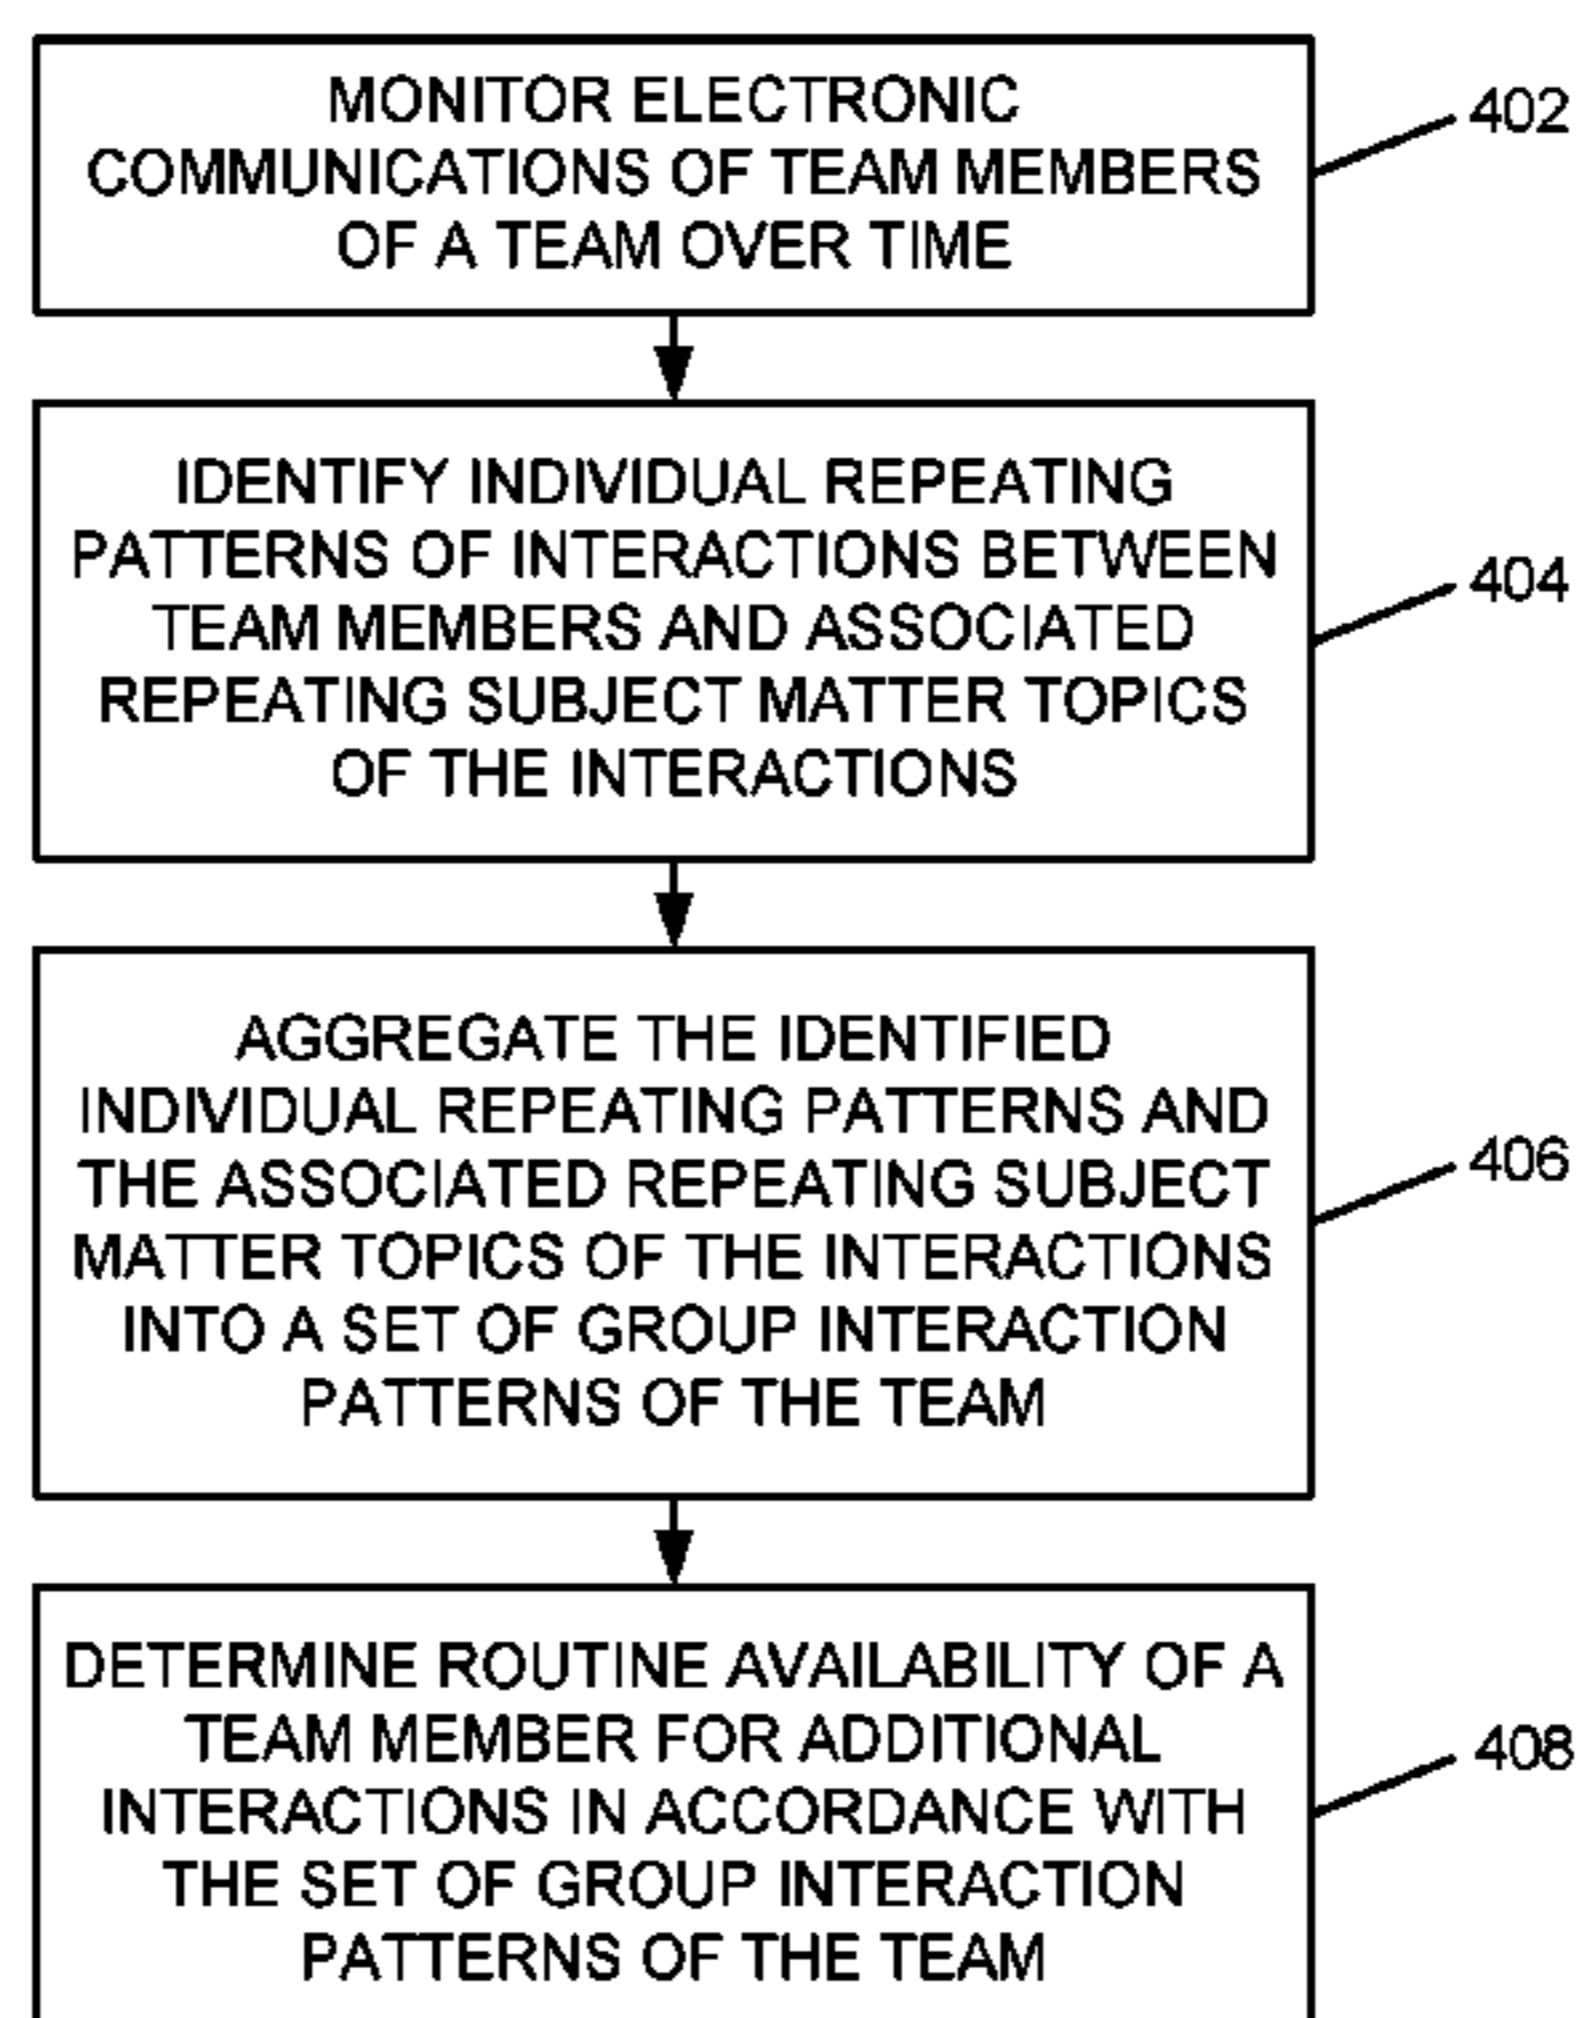 MONITOR ELECTRONIC
COMMUNICATIONS OF TEAM MEMBERS
OF A TEAM OVER TIME
402
IDENTIFY INDIVIDUAL REPEATING
PATTERNS OF INTERACTIONS BETWEEN
TEAM MEMBERS AND ASSOCIATED
REPEATING SUBJECT MATTER TOPICS
OF THE INTERACTIONS
404
AGGREGATE THE IDENTIFIED
INDIVIDUAL REPEATING PATTERNS AND
THE ASSOCIATED REPEATING SUBJECT
MATTER TOPICS OF THE INTERACTIONS
INTO A SET OF GROUP INTERACTION
PATTERNS OF THE TEAM
406
DETERMINE ROUTINE AVAILABILITY OF A
TEAM MEMBER FOR ADDITIONAL
INTERACTIONS IN ACCORDANCE WITH
THE SET OF GROUP INTERACTION
PATTERNS OF THE TEAM
408